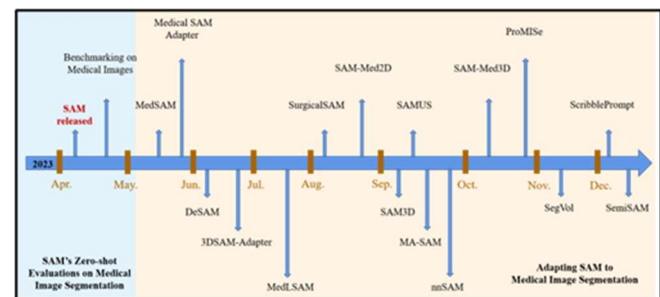 Medical SAM
Adapter
ProMISe
Benchmarking on
Medical Images
SAM-Med2D
SAM-Med3D
SAM
released
MedSAM
SurgicalSAM
SAMUS
ScribblePrompt
2023
Apr.
May.
Jun.
Jul.
Aug.
Sep.
Oct.
Nov.
Dec.
DeSAM
SAM3D
SegVol
SemiSAM
3DSAM-Adapter
MA-SAM
MedLSAM
nnSAM
SAM's Zero-shot
Evaluations on Medical
Image Segmentation
Adapting SAM to
Medical Image Segmentation